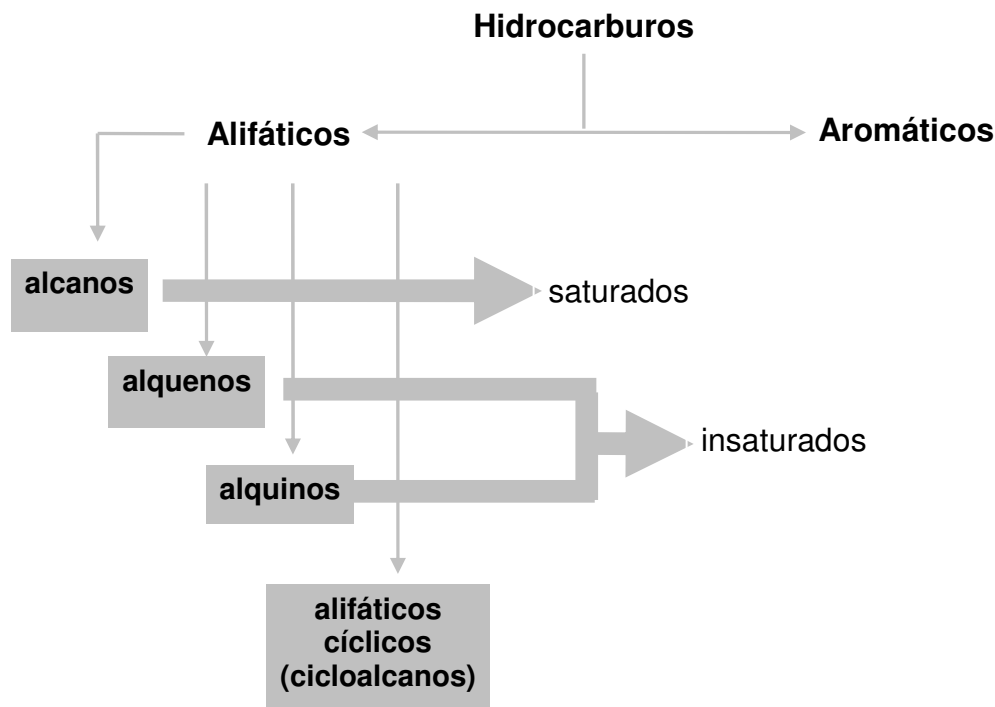 Hidrocarburos
Alifáticos
Aromáticos
alcanos
saturados
alquenos
insaturados
alquinos
alifáticos
cíclicos
(cicloalcanos)